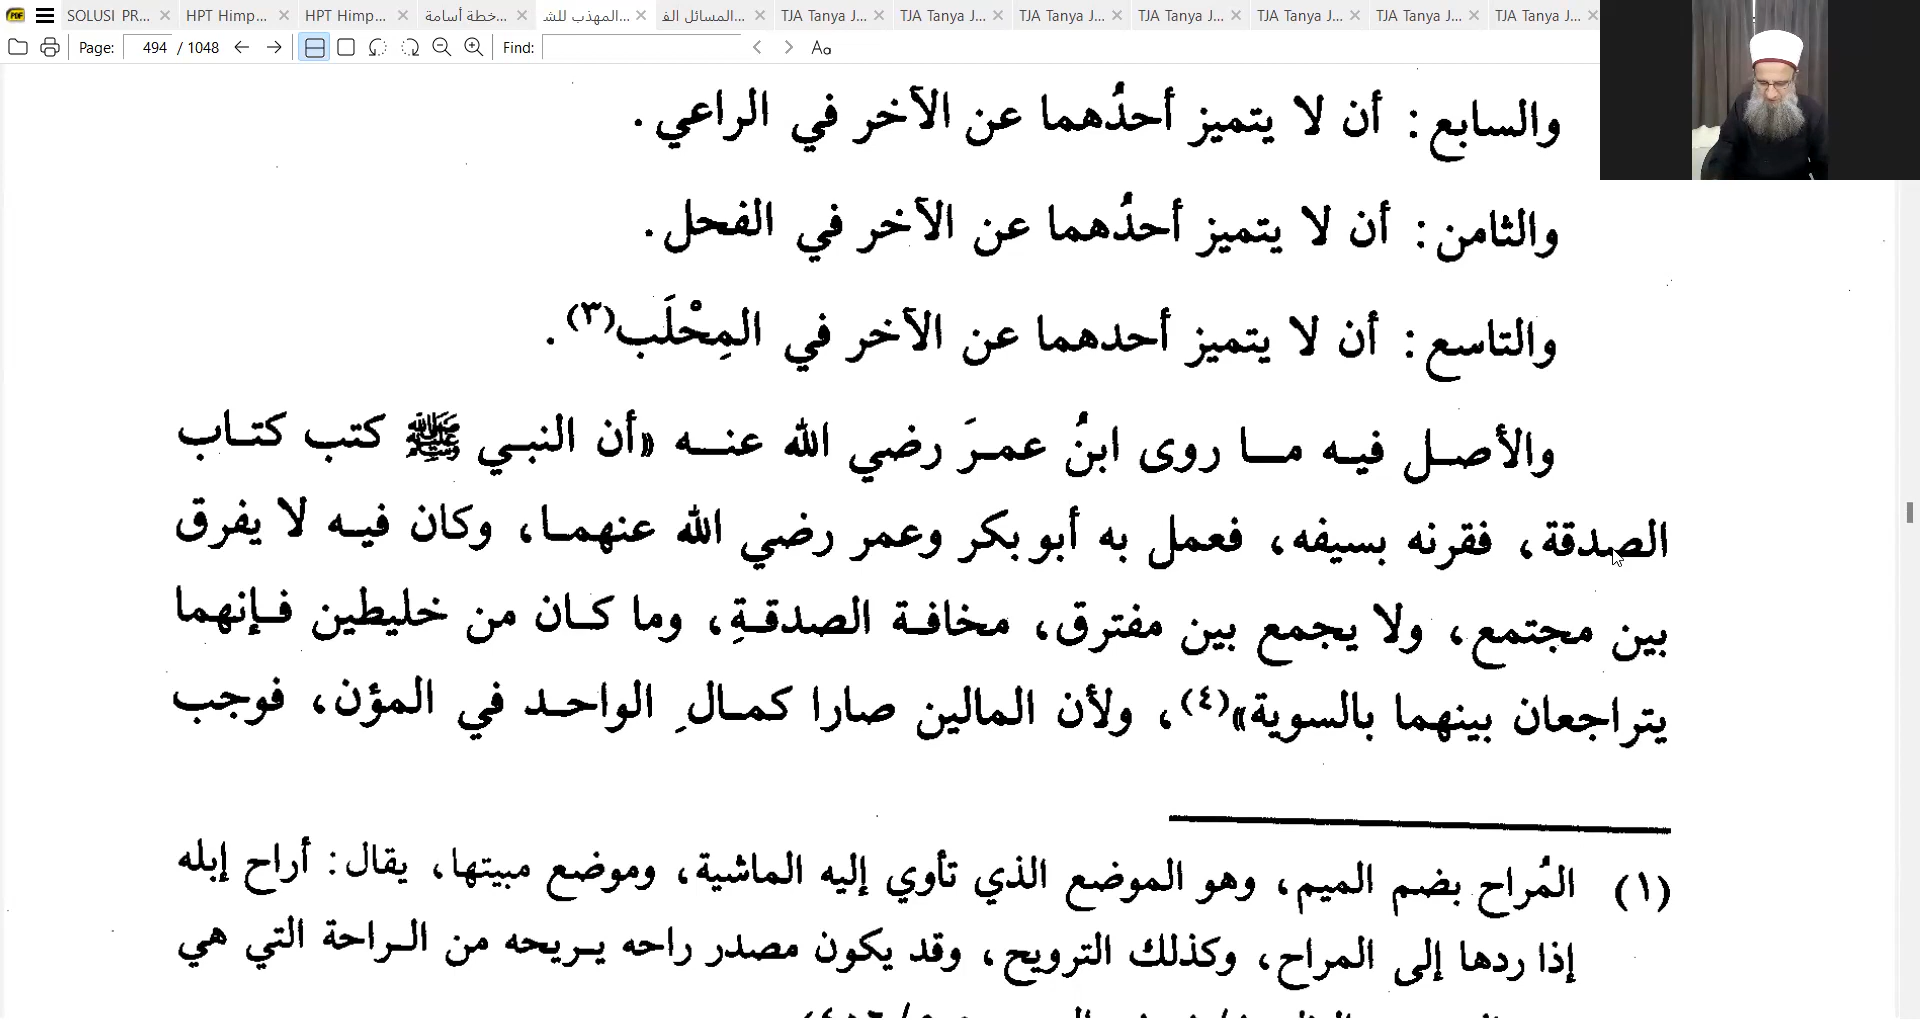 SOLUSI PR... × HPT Himp... × HPT Himp... × خطة أسامة... × المهذب للش... × المسائل الف... × TJA Tanya J... × TJA Tanya J... × TJA Tanya J... × TJA Tanya J... × TJA Tanya J... × TJA Tanya J... × TJA Tanya J... ×
Page: 494 / 1048 Find: Aa
والسابع: أن لا يتميز أحدُهما عن الآخر في الراعي.
والثامن: أن لا يتميز أحدُهما عن الآخر في الفحل.
والتاسع: أن لا يتميز أحدهما عن الآخر في المِحْلَب(٣).
والأصل فيه ما روى ابنُ عمرَ رضي الله عنه «أن النبي ﷺ كتب كتاب
الصدقة، فقرنه بسيفه، فعمل به أبو بكر وعمر رضي الله عنهما، وكان فيه لا يفرق
بين مجتمع، ولا يجمع بين مفترق، مخافة الصدقةِ، وما كان من خليطين فإنهما
يتراجعان بينهما بالسوية»(٤)، ولأن المالين صارا كمالِ الواحد في المؤن، فوجب
(١) المُراح بضم الميم، وهو الموضع الذي تأوي إليه الماشية، وموضع مبيتها، يقال: أراح إبله
إذا ردها إلى المراح، وكذلك الترويح، وقد يكون مصدر راحه يريحه من الراحة التي هي